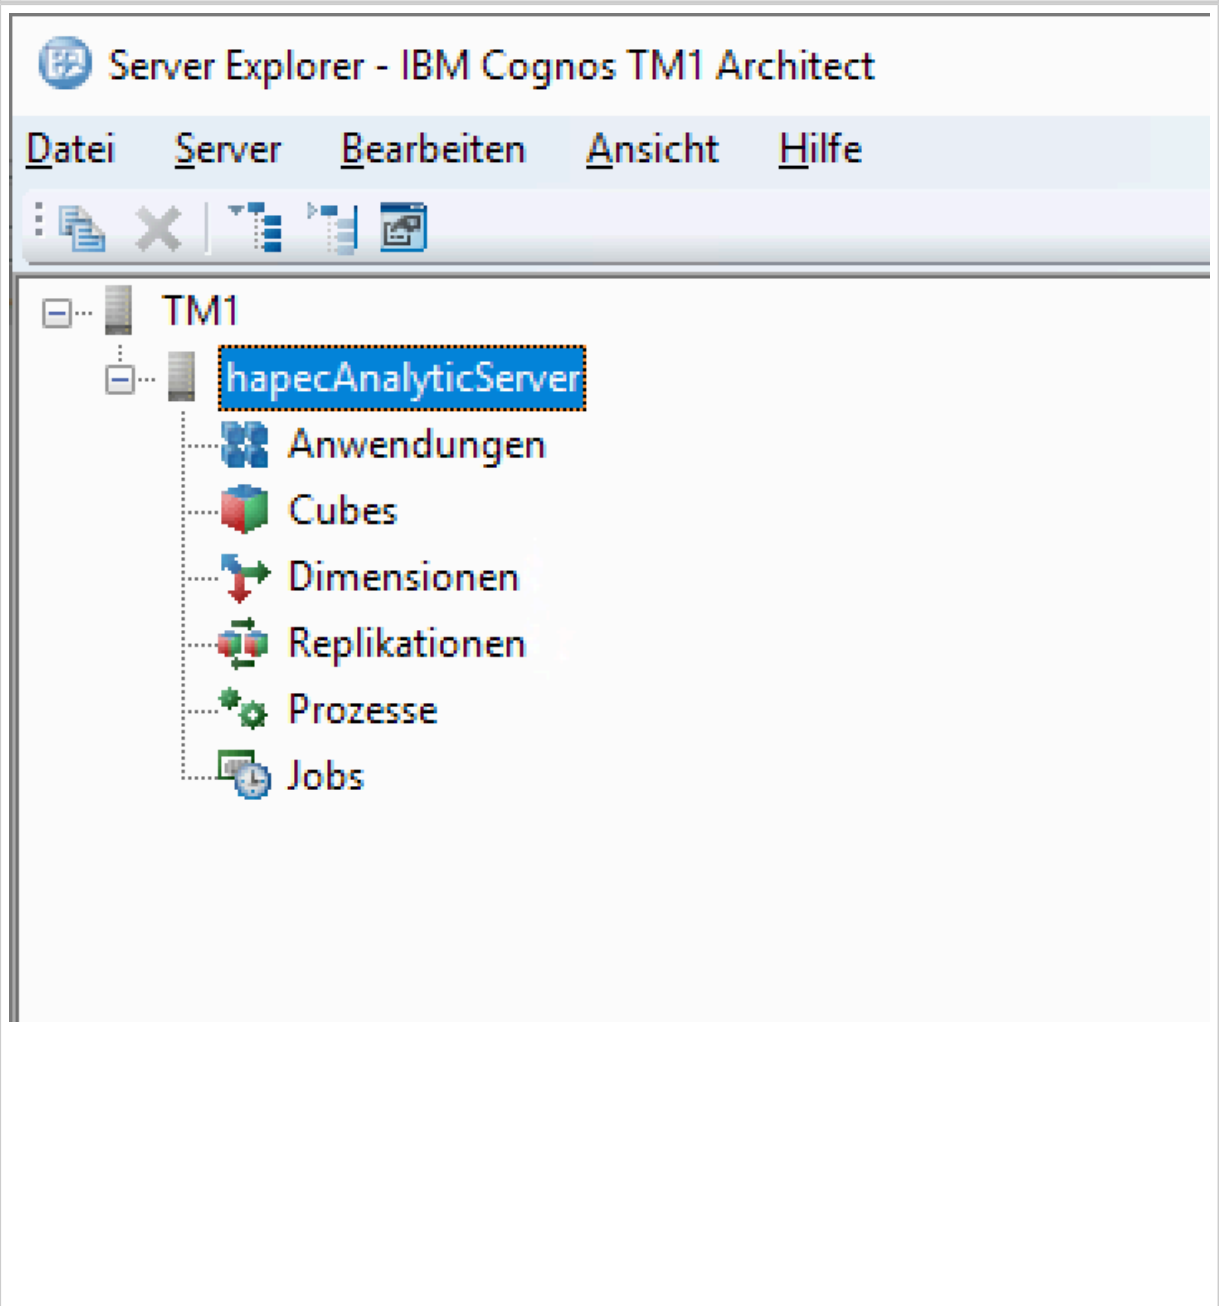 Server Explorer - IBM Cognos TM1 Architect
Datei Server Bearbeiten Ansicht Hilfe
TM1
hapecAnalyticServer
Anwendungen
Cubes
Dimensionen
Replikationen
Prozesse
Jobs